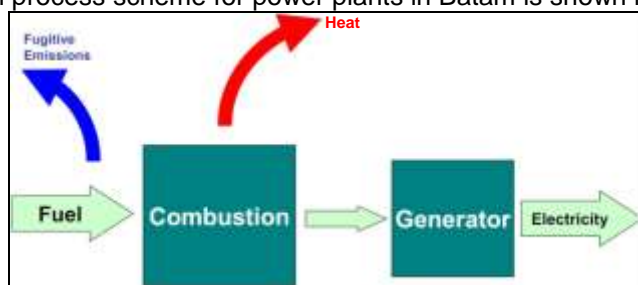 process scheme for power plants in Batam is shown
Heat
Fugitive
Emissions
Fuel
Combustion
Generator
Electricity